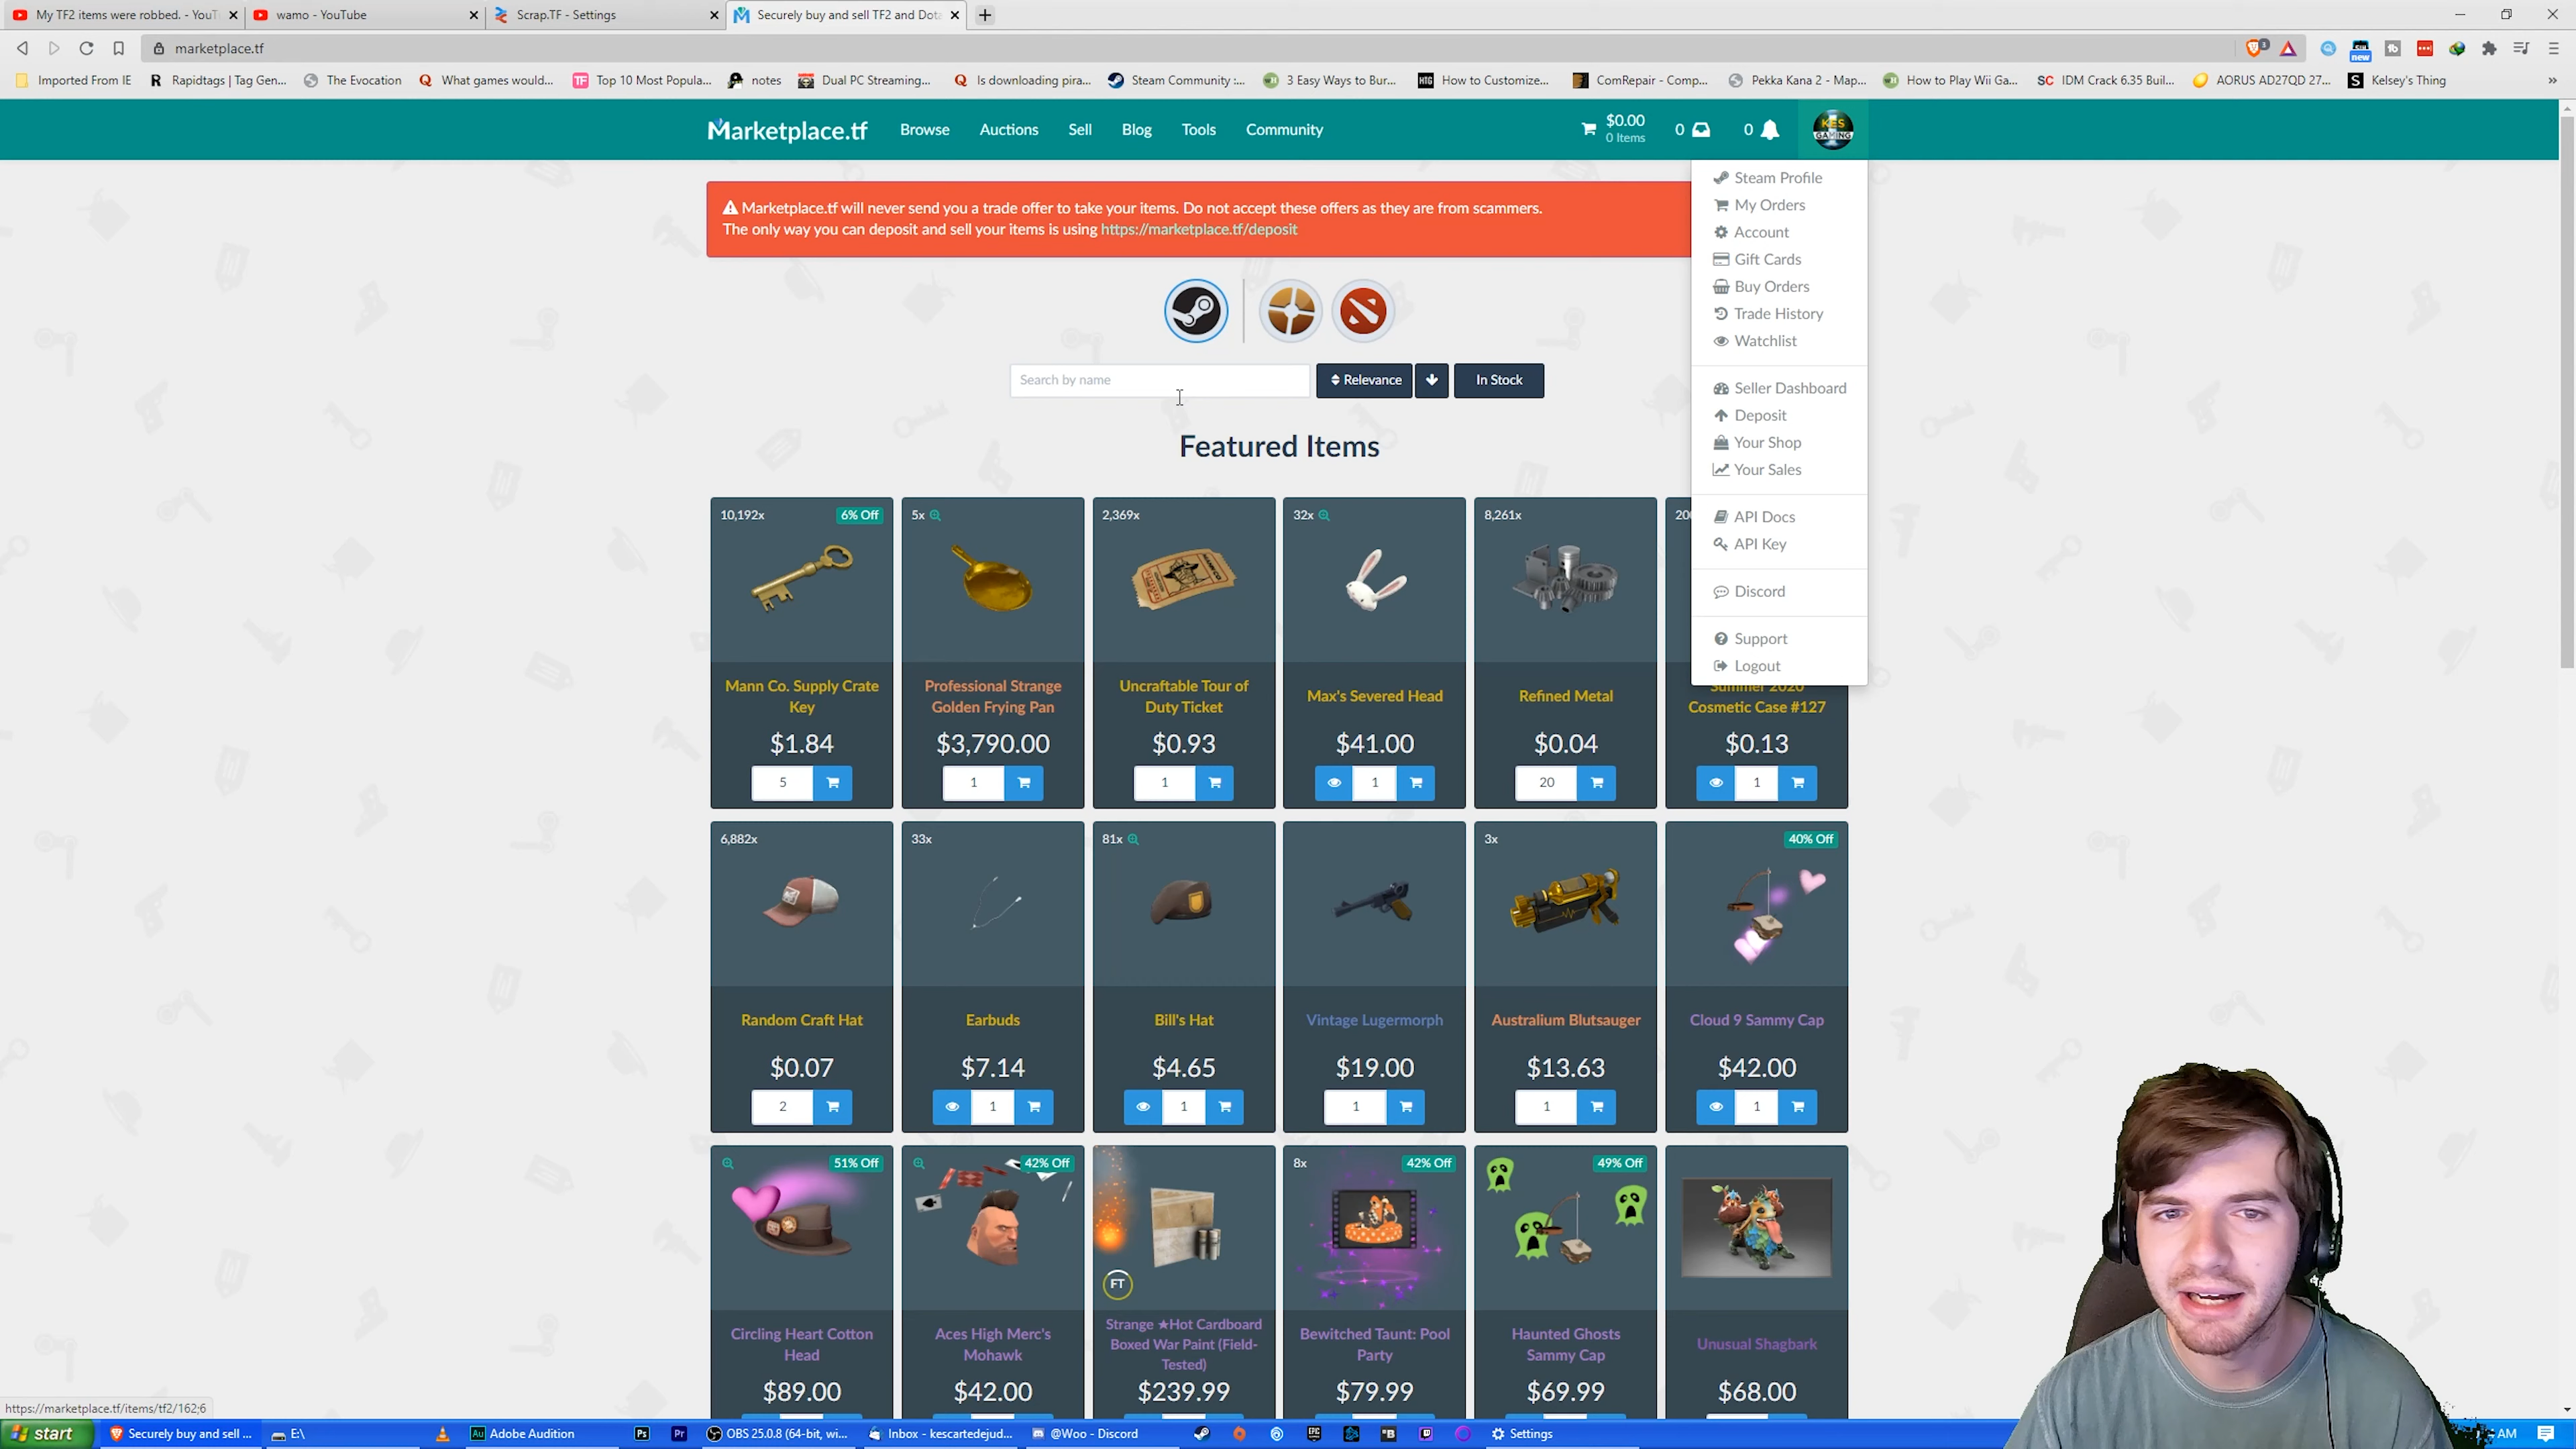 My TF2 items were robbed. - YouT
wamo - YouTube
Scrap.TF - Settings
Securely buy and sell TF2 and Dot
marketplace.tf
Imported From IE
Rapidtags | Tag Gen...
The Evocation
What games would...
Top 10 Most Popula...
notes
Dual PC Streaming...
Is downloading pira...
Steam Community :...
3 Easy Ways to Bur...
How to Customize...
ComRepair - Comp...
Pekka Kana 2 - Map...
How to Play Wii Ga...
IDM Crack 6.35 Buil...
AORUS AD27QD 27...
Kelsey's Thing
new
Marketplace.tf
Browse
Auctions
Sell
Blog
Tools
Community
$0.00
0 Items
0
0
KES
GAMING
Marketplace.tf will never send you a trade offer to take your items. Do not accept these offers as they are from scammers.
The only way you can deposit and sell your items is using https://marketplace.tf/deposit
Steam Profile
My Orders
Account
Gift Cards
Buy Orders
Trade History
Watchlist
Seller Dashboard
Deposit
Your Shop
Your Sales
API Docs
API Key
Discord
Support
Logout
Search by name
Relevance
In Stock
Featured Items
10,192x
6% Off
Mann Co. Supply Crate
Key
$1.84
5
5x
Professional Strange
Golden Frying Pan
$3,790.00
1
2,369x
Uncraftable Tour of
Duty Ticket
$0.93
1
32x
Max's Severed Head
$41.00
1
8,261x
Refined Metal
$0.04
20
200
Summer 2020
Cosmetic Case #127
$0.13
1
6,882x
Random Craft Hat
$0.07
2
33x
Earbuds
$7.14
1
81x
Bill's Hat
$4.65
1
Vintage Lugermorph
$19.00
1
3x
Australium Blutsauger
$13.63
1
40% Off
Cloud 9 Sammy Cap
$42.00
1
51% Off
Circling Heart Cotton
Head
$89.00
42% Off
Aces High Merc's
Mohawk
$42.00
FT
Strange ★Hot Cardboard
Boxed War Paint (Field-
Tested)
$239.99
8x
42% Off
Bewitched Taunt: Pool
Party
$79.99
49% Off
Haunted Ghosts
Sammy Cap
$69.99
Unusual Shagbark
$68.00
https://marketplace.tf/items/tf2/162;6
start
Securely buy and sell ...
E:\
Adobe Audition
OBS 25.0.8 (64-bit, wi...
Inbox - kescartedejud...
@Woo - Discord
Settings
AM